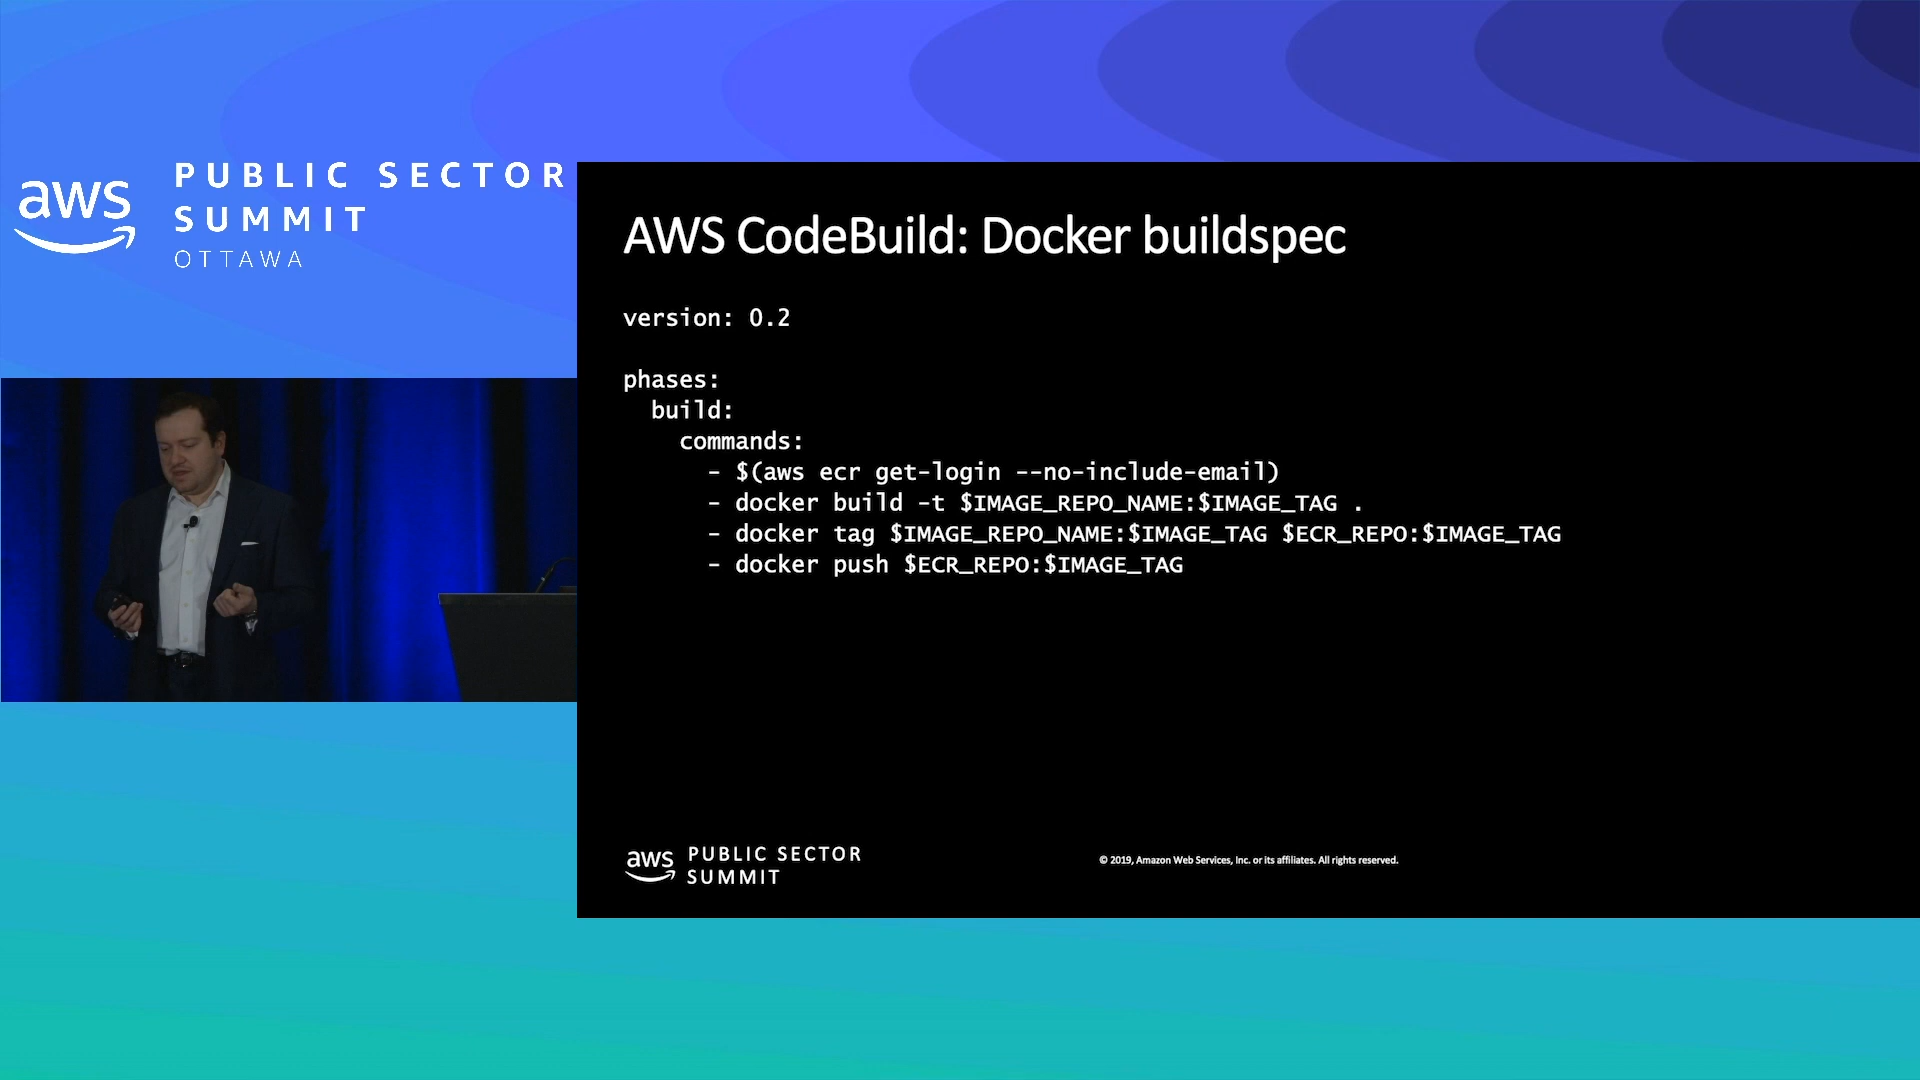 aws
PUBLIC SECTOR
SUMMIT
OTTAWA
AWS CodeBuild: Docker buildspec
version: 0.2
phases:
build:
commands:
- $(aws ecr get-login --no-include-email)
- docker build -t $IMAGE_REPO_NAME:$IMAGE_TAG .
- docker tag $IMAGE_REPO_NAME:$IMAGE_TAG $ECR_REPO:$IMAGE_TAG
- docker push $ECR_REPO:$IMAGE_TAG
aws
PUBLIC SECTOR
SUMMIT
© 2019, Amazon Web Services, Inc. or its affiliates. All rights reserved.